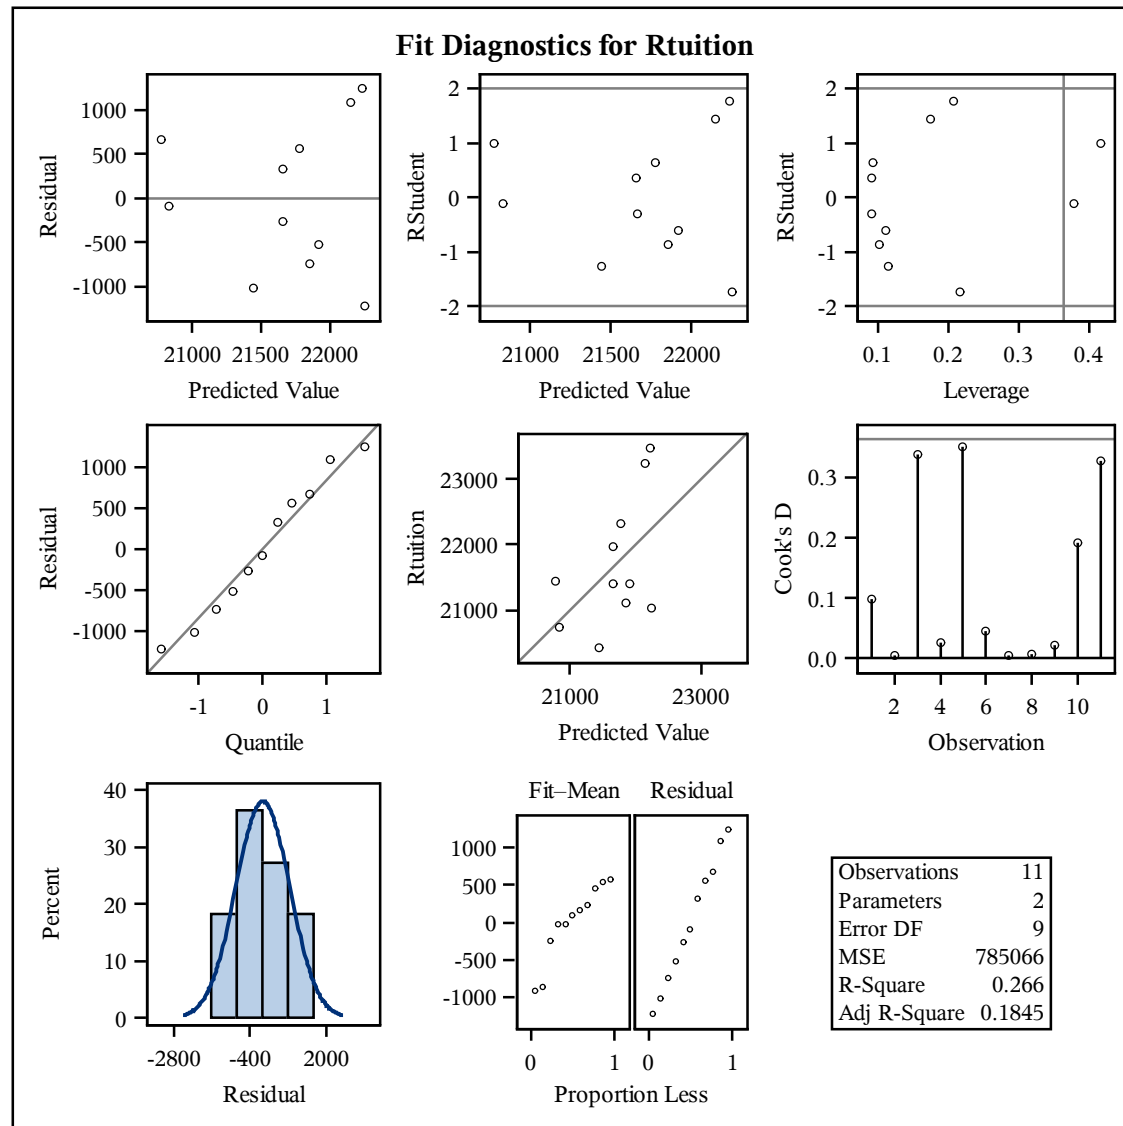 Fit Diagnostics for Rtuition
Residual
1000
500
0
-500
-1000
21000 21500 22000
Predicted Value
RStudent
2
1
0
-1
-2
21000 21500 22000
Predicted Value
RStudent
2
1
0
-1
-2
0.1 0.2 0.3 0.4
Leverage
Residual
1000
500
0
-500
-1000
-1 0 1
Quantile
Rtuition
23000
22000
21000
21000 23000
Predicted Value
Cook's D
0.3
0.2
0.1
0.0
2 4 6 8 10
Observation
Percent
40
30
20
10
0
-2800 -400 2000
Residual
Fit–Mean Residual
1000
500
0
-500
-1000
0 1 0 1
Proportion Less
Observations 11
Parameters 2
Error DF 9
MSE 785066
R-Square 0.266
Adj R-Square 0.1845